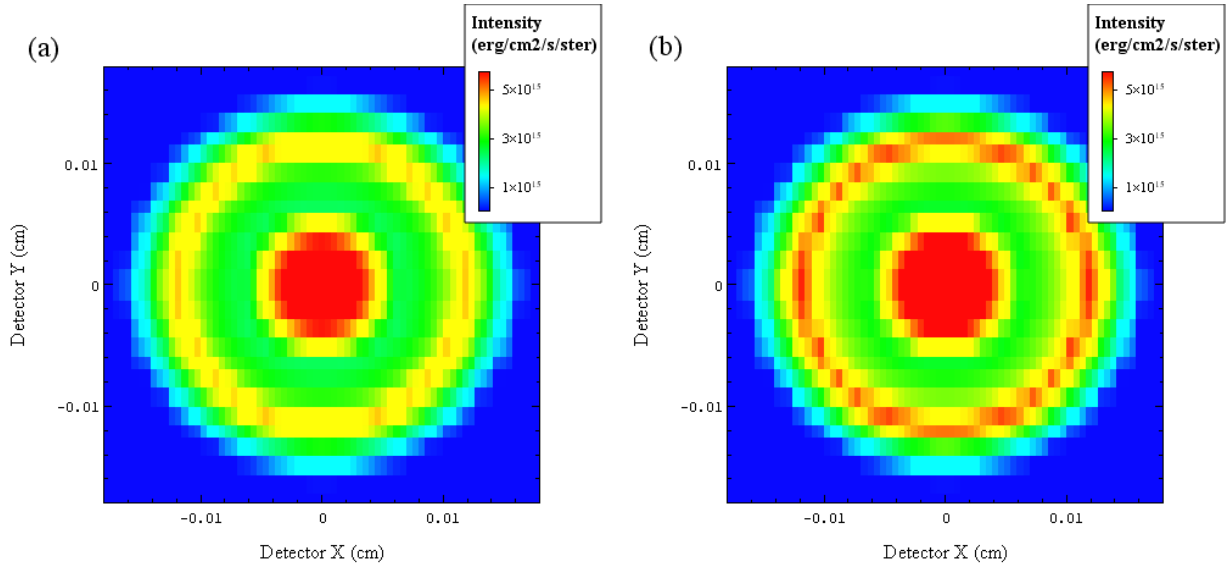 (a)
Intensity
(erg/cm2/s/ster)
5×10¹⁵
3×10¹⁵
1×10¹⁵
0.01
0
-0.01
Detector Y (cm)
-0.01
0
0.01
Detector X (cm)
(b)
Intensity
(erg/cm2/s/ster)
5×10¹⁵
3×10¹⁵
1×10¹⁵
0.01
0
-0.01
Detector Y (cm)
-0.01
0
0.01
Detector X (cm)